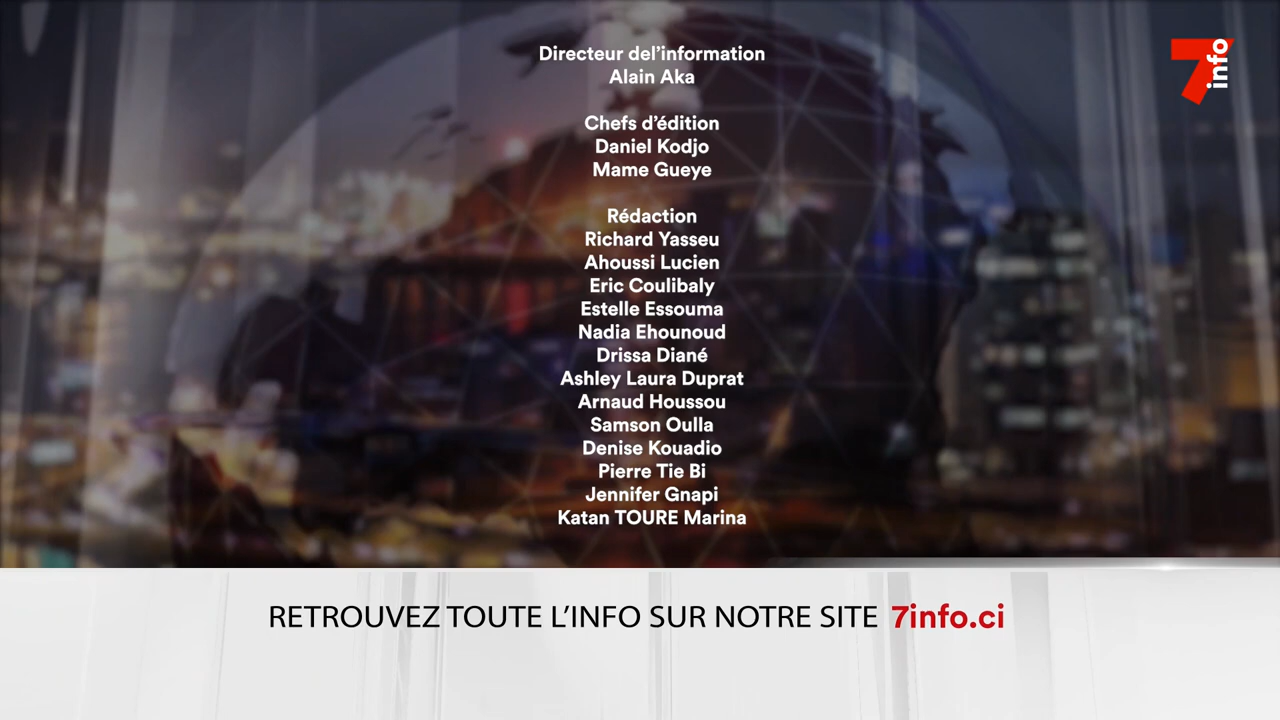 Directeur del'information
Alain Aka
7info
Chefs d'édition
Daniel Kodjo
Mame Gueye
Rédaction
Richard Yasseu
Ahoussi Lucien
Eric Coulibaly
Estelle Essouma
Nadia Ehounoud
Drissa Diané
Ashley Laura Duprat
Arnaud Houssou
Samson Oulla
Denise Kouadio
Pierre Tie Bi
Jennifer Gnapi
Katan TOURE Marina
RETROUVEZ TOUTE L'INFO SUR NOTRE SITE 7info.ci